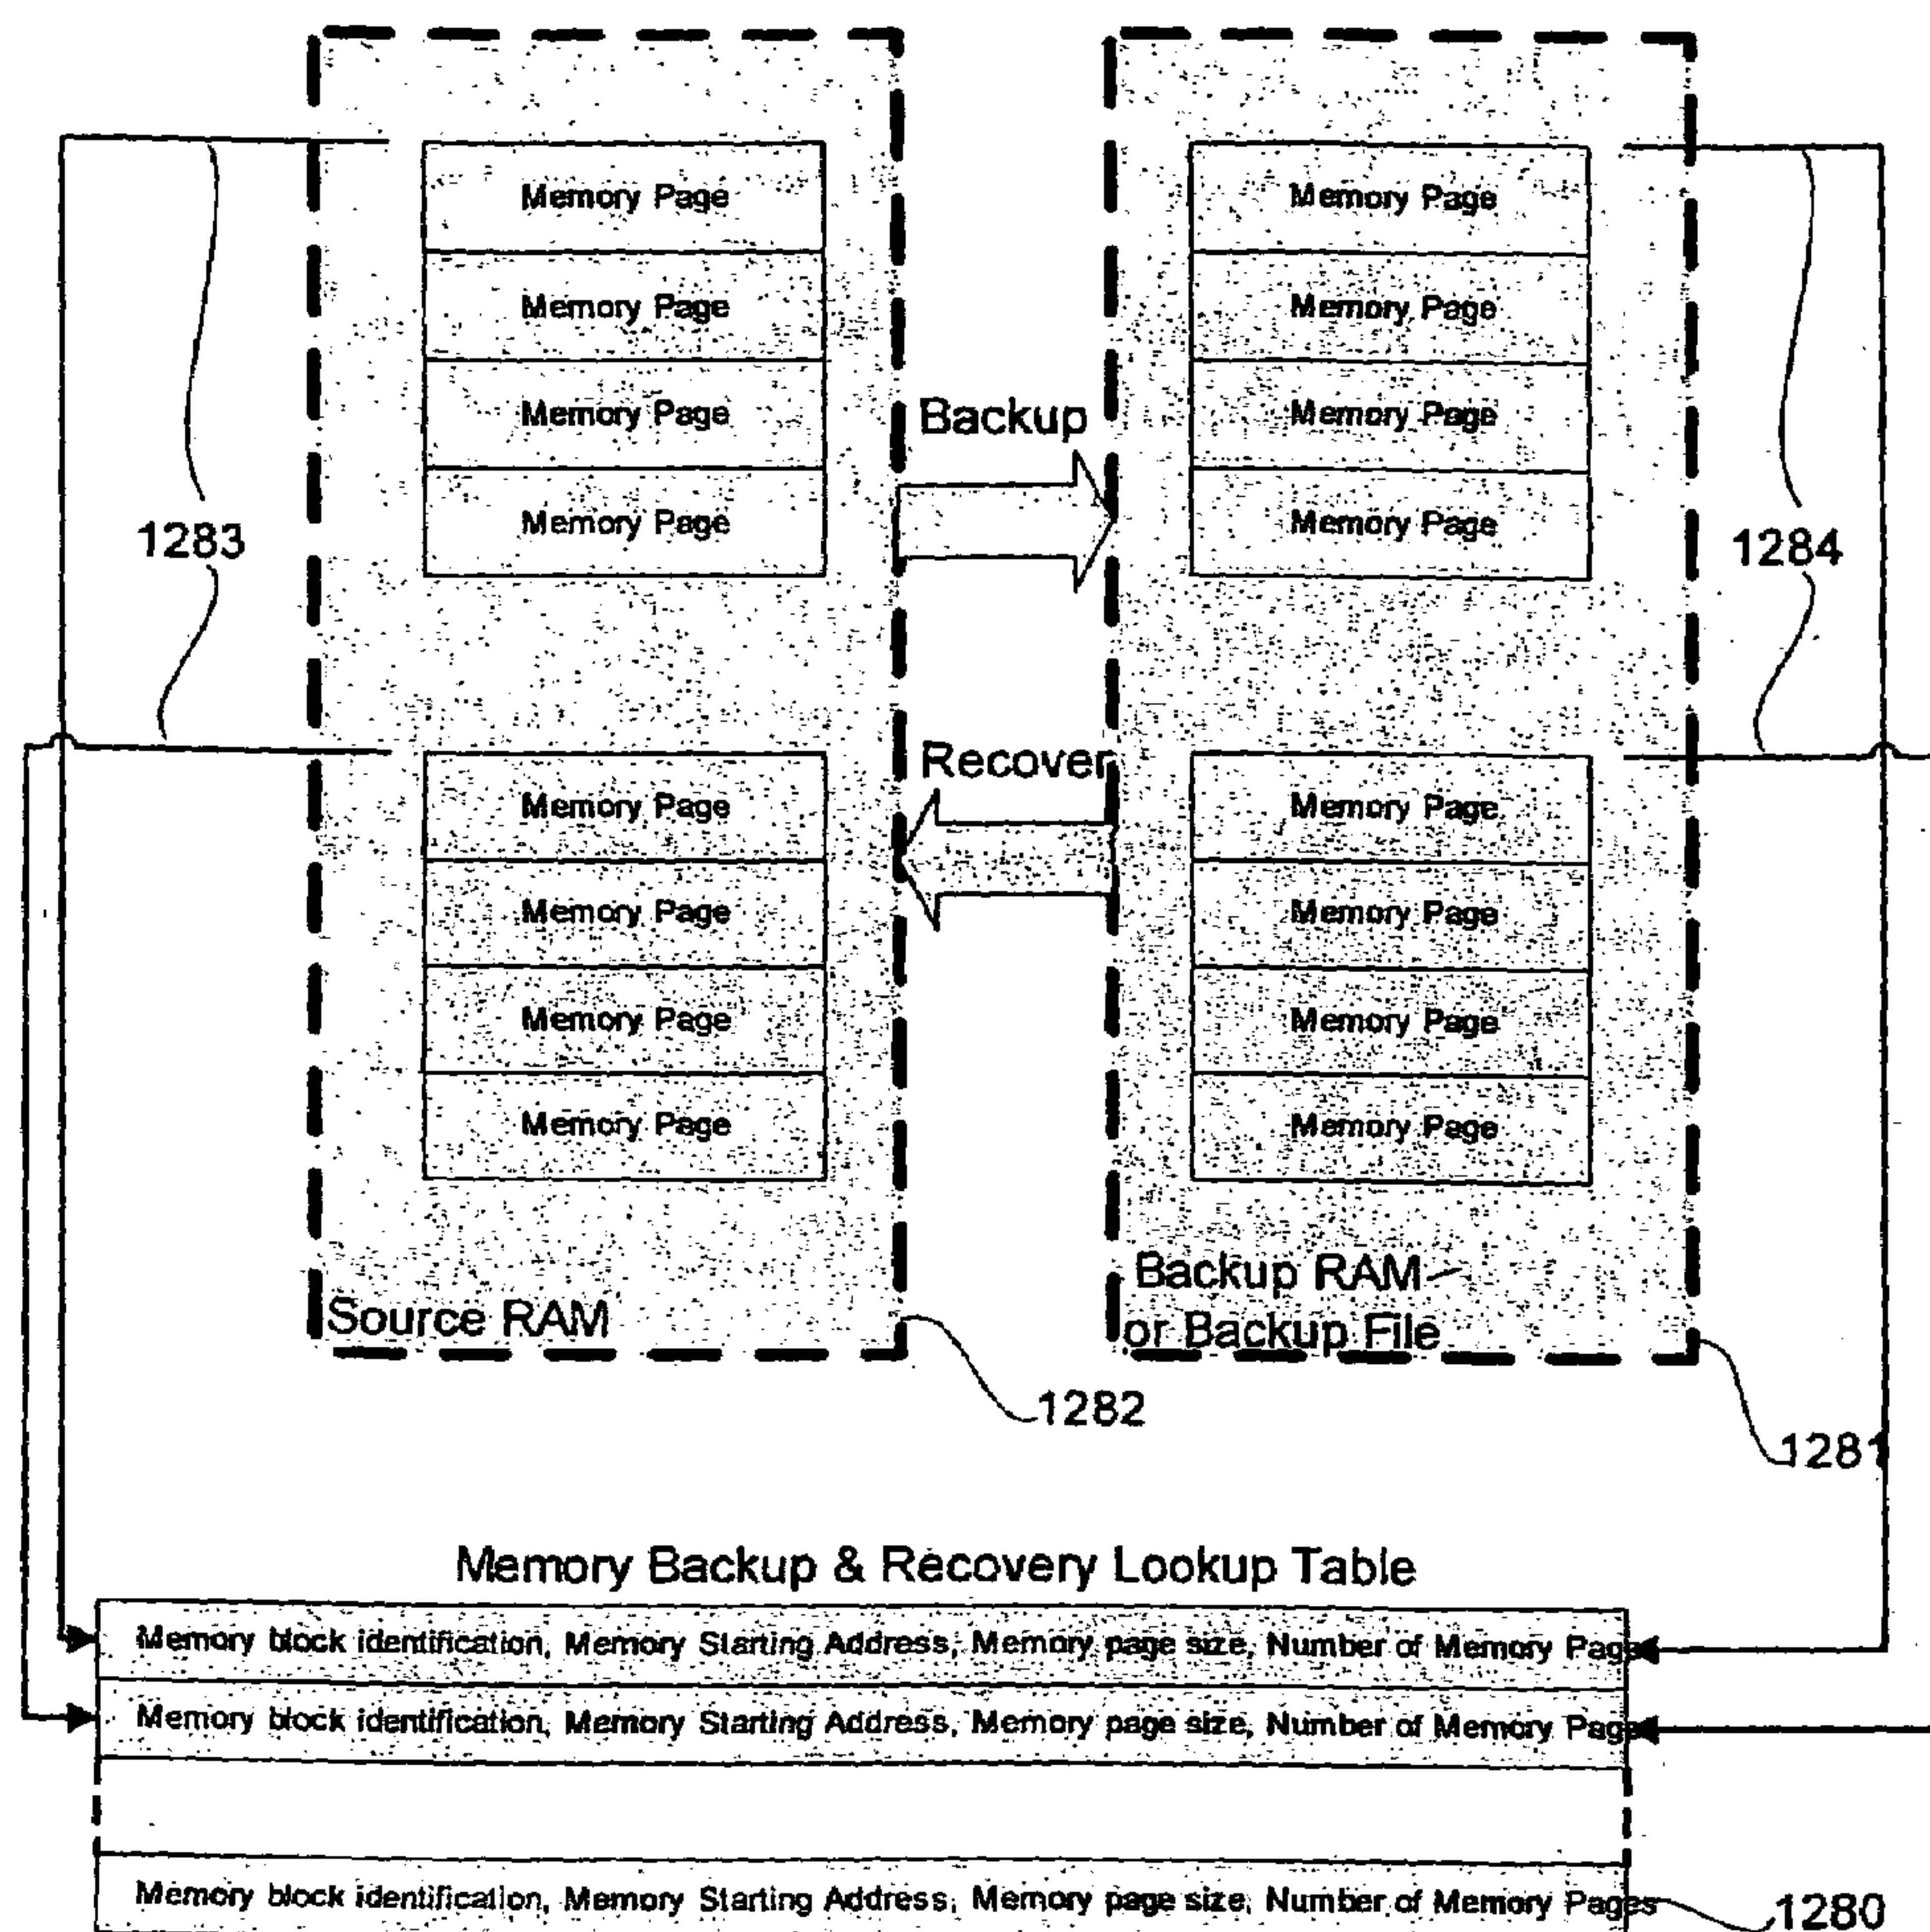 Memory Page
Memory Page
Memory Page
Memory Page
Memory Page
Memory Page
Memory Page
Memory Page
Backup
1283
1284
Recover
Memory Page
Memory Page
Memory Page
Memory Page
Memory Page
Memory Page
Memory Page
Memory Page
Source RAM
Backup RAM
or Backup File
1282
1281
Memory Backup & Recovery Lookup Table
Memory block identification, Memory Starting Address, Memory page size, Number of Memory Pages
Memory block identification, Memory Starting Address, Memory page size, Number of Memory Pages
Memory block identification, Memory Starting Address, Memory page size, Number of Memory Pages
1280